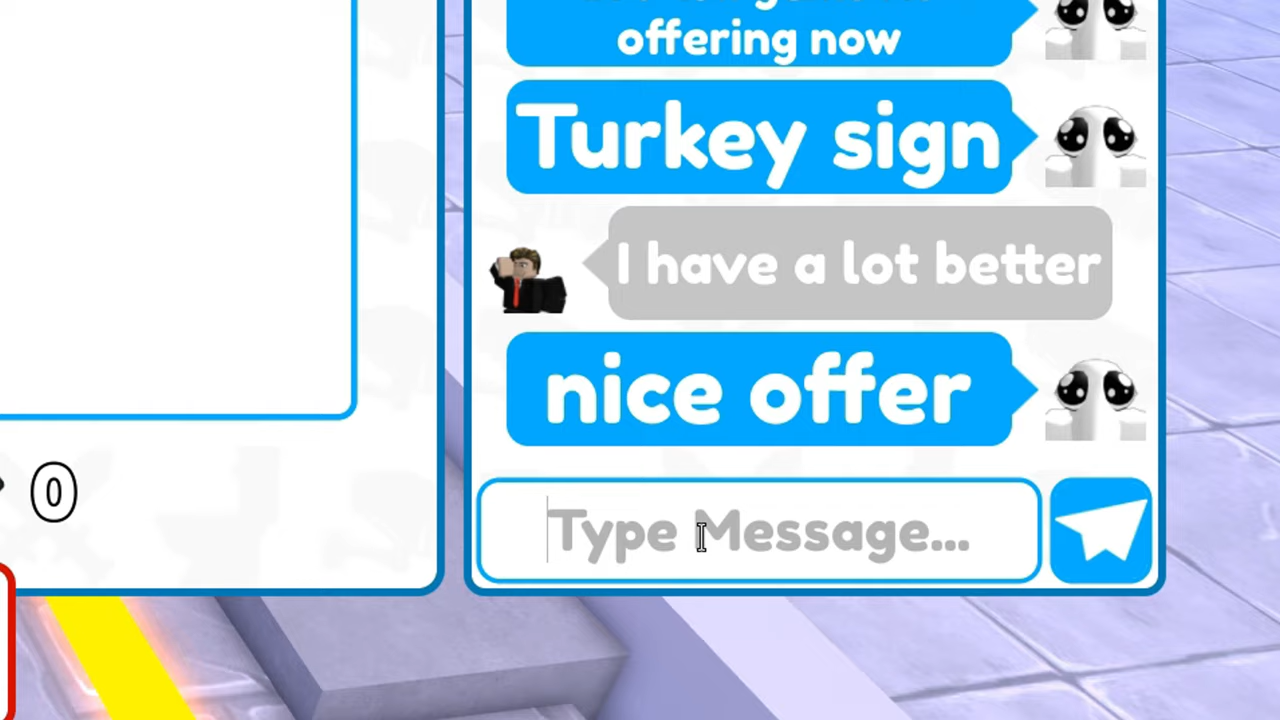 offering now
Turkey sign
I have a lot better
nice offer
0
Type Message...